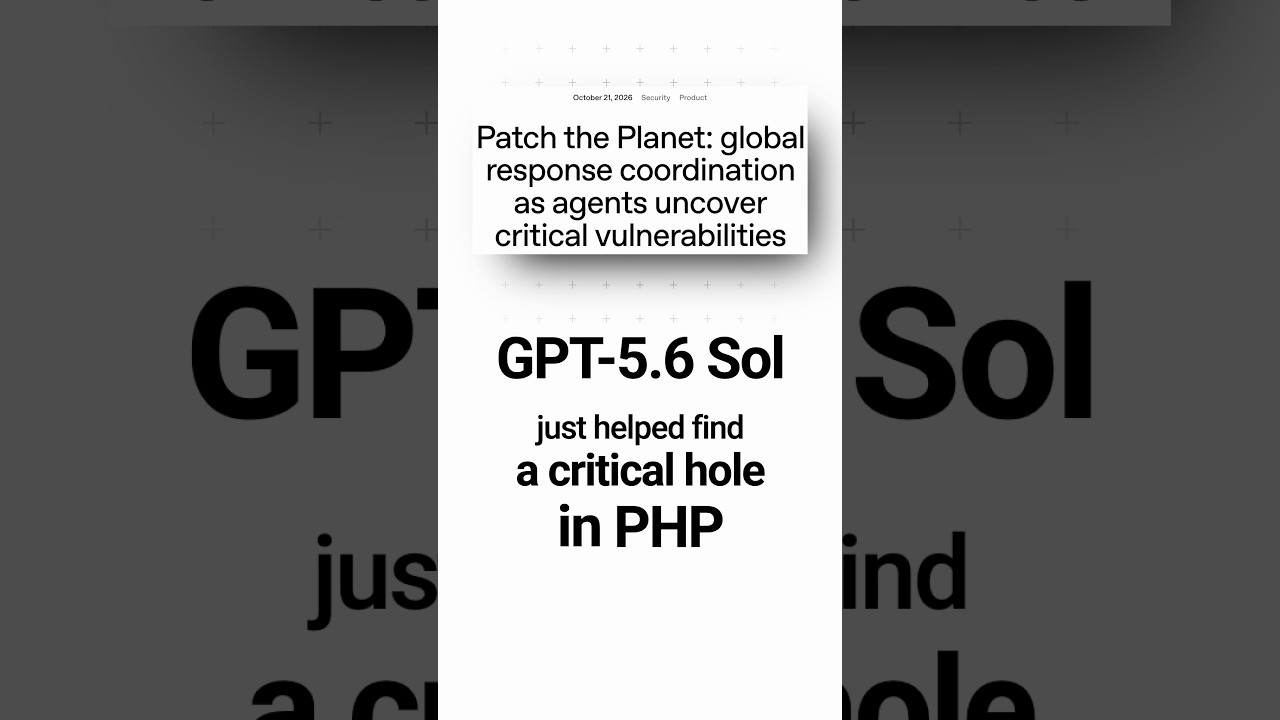 October 21, 2026 Security Product
Patch the Planet: global
response coordination
as agents uncover
critical vulnerabilities
GPT-5.6 Sol
just helped find
a critical hole
in PHP